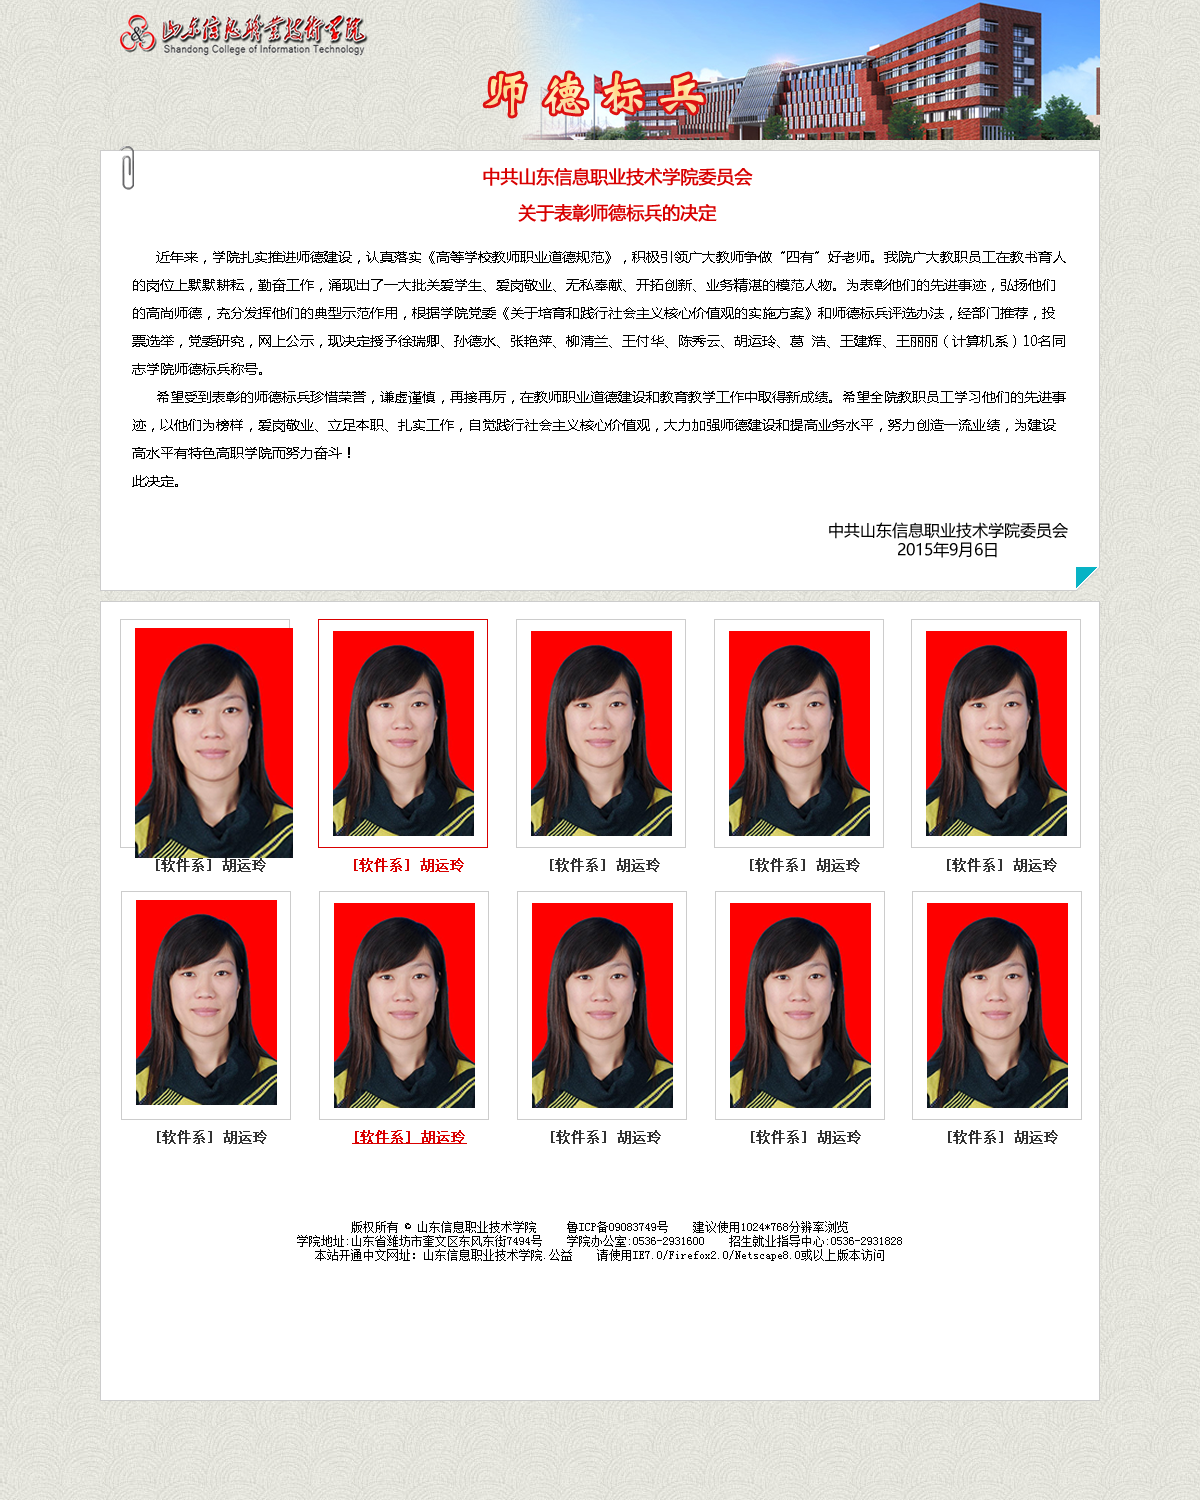 山东信息职业技术学院
Shandong College of Information Technology
师德标兵
中共山东信息职业技术学院委员会
关于表彰师德标兵的决定
近年来，学院扎实推进师德建设，认真落实《高等学校教师职业道德规范》，积极引领广大教师争做“四有”好老师。我院广大教职员工在教书育人
的岗位上默默耕耘，勤奋工作，涌现出了一大批关爱学生、爱岗敬业、无私奉献、开拓创新、业务精湛的模范人物。为表彰他们的先进事迹，弘扬他们
的高尚师德，充分发挥他们的典型示范作用，根据学院党委《关于培育和践行社会主义核心价值观的实施方案》和师德标兵评选办法，经部门推荐，投
票选举，党委研究，网上公示，现决定授予徐瑞卿、孙德水、张艳萍、柳清兰、王付华、陈秀云、胡运玲、葛 浩、王建辉、王丽丽（计算机系）10名同
志学院师德标兵称号。
希望受到表彰的师德标兵珍惜荣誉，谦虚谨慎，再接再厉，在教师职业道德建设和教育教学工作中取得新成绩。希望全院教职员工学习他们的先进事
迹，以他们为榜样，爱岗敬业、立足本职、扎实工作，自觉践行社会主义核心价值观，大力加强师德建设和提高业务水平，努力创造一流业绩，为建设
高水平有特色高职学院而努力奋斗！
此决定。
中共山东信息职业技术学院委员会
2015年9月6日
[软件系] 胡运玲
[软件系] 胡运玲
[软件系] 胡运玲
[软件系] 胡运玲
[软件系] 胡运玲
[软件系] 胡运玲
[软件系] 胡运玲
[软件系] 胡运玲
[软件系] 胡运玲
[软件系] 胡运玲
版权所有 © 山东信息职业技术学院 鲁ICP备09083749号 建议使用1024*768分辨率浏览
学院地址:山东省潍坊市奎文区东风东街7494号 学院办公室:0536-2931600 招生就业指导中心:0536-2931828
本站开通中文网址：山东信息职业技术学院.公益 请使用IE7.0/Firefox2.0/Netscape8.0或以上版本访问